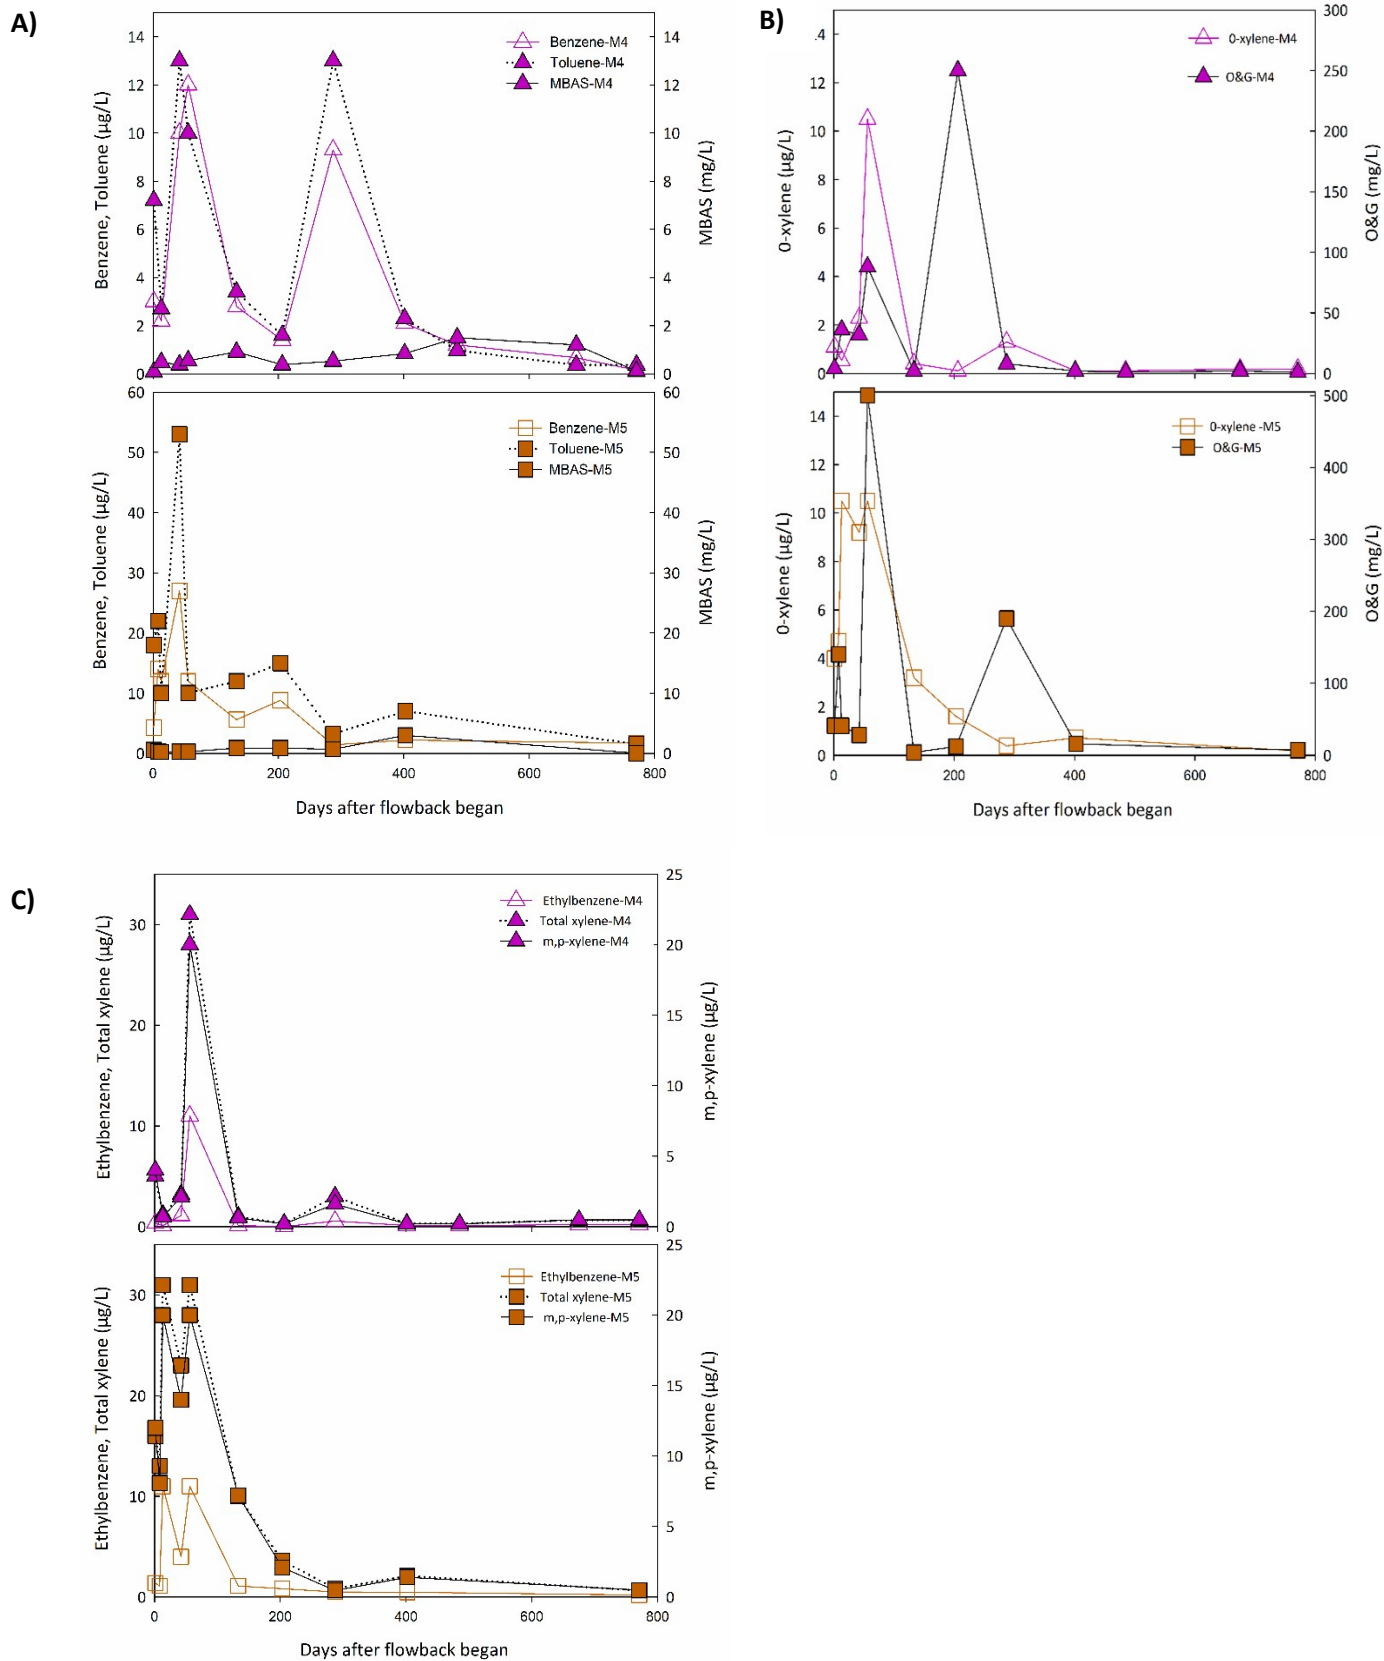 A)
14
12
10
8
6
4
2
0
Benzene, Toluene (µg/L)
Benzene-M4
Toluene-M4
MBAS-M4
14
12
10
8
6
4
2
0
MBAS (mg/L)
60
50
40
30
20
10
0
Benzene, Toluene (µg/L)
Benzene-M5
Toluene-M5
MBAS-M5
60
50
40
30
20
10
0
MBAS (mg/L)
0 200 400 600 800
Days after flowback began
B)
.4
12
10
8
6
4
2
0
0-xylene (µg/L)
0-xylene-M4
O&G-M4
300
250
200
150
100
50
0
O&G (mg/L)
14
12
10
8
6
4
2
0
0-xylene (µg/L)
0-xylene -M5
O&G-M5
500
400
300
200
100
0
O&G (mg/L)
0 200 400 600 800
Days after flowback began
C)
30
20
10
0
Ethylbenzene, Total xylene (µg/L)
Ethylbenzene-M4
Total xylene-M4
m,p-xylene-M4
25
20
15
10
5
0
m,p-xylene (µg/L)
30
20
10
0
Ethylbenzene, Total xylene (µg/L)
Ethylbenzene-M5
Total xylene-M5
m,p-xylene-M5
25
20
15
10
5
0
m,p-xylene (µg/L)
0 200 400 600 800
Days after flowback began